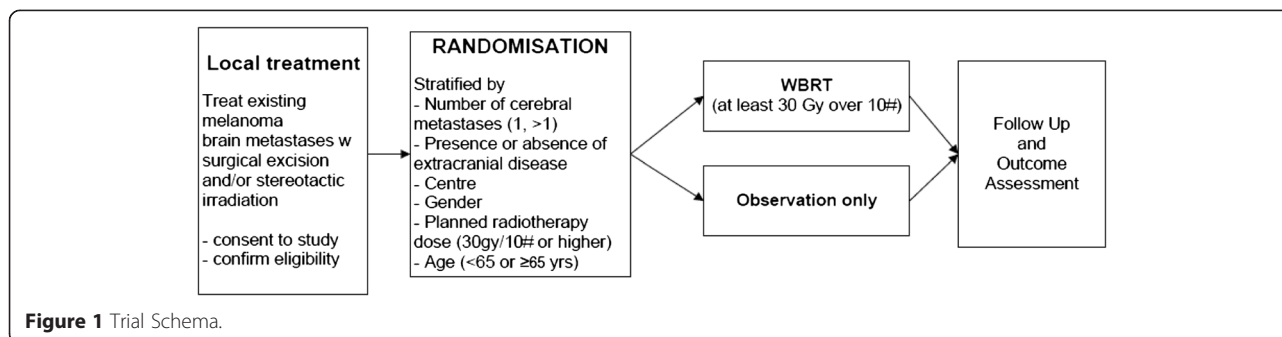 Local treatment
Treat existing
melanoma
brain metastases w
surgical excision
and/or stereotactic
irradiation
- consent to study
- confirm eligibility
RANDOMISATION
Stratified by
- Number of cerebral
metastases (1, >1)
- Presence or absence of
extracranial disease
- Centre
- Gender
- Planned radiotherapy
dose (30gy/10# or higher)
- Age (<65 or ≥65 yrs)
WBRT
(at least 30 Gy over 10#)
Observation only
Follow Up
and
Outcome
Assessment
Figure 1 Trial Schema.